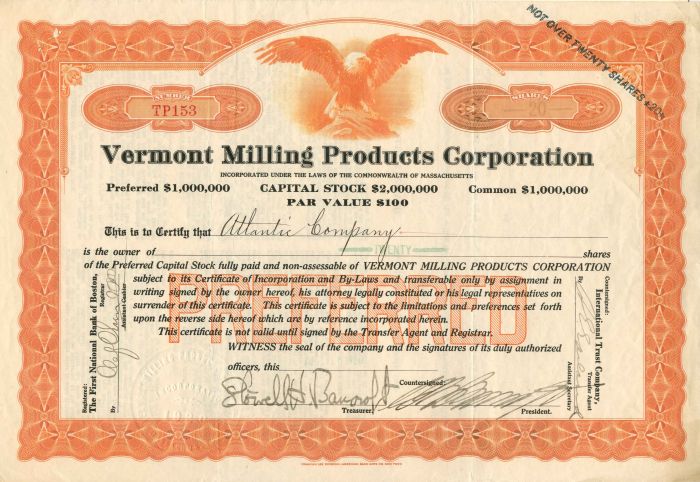 NOT OVER TWENTY SHARES
NUMBER
TP153
SHARES
Vermont Milling Products Corporation
INCORPORATED UNDER THE LAWS OF THE COMMONWEALTH OF MASSACHUSETTS
Preferred $1,000,000 CAPITAL STOCK $2,000,000 Common $1,000,000
PAR VALUE $100
This is to Certify that Atlantic Company
is the owner of TWENTY shares
of the Preferred Capital Stock fully paid and non-assessable of VERMONT MILLING PRODUCTS CORPORATION
subject to its Certificate of Incorporation and By-Laws and transferable only by assignment in
writing signed by the owner hereof, his attorney legally constituted or his legal representatives on
surrender of this certificate. This certificate is subject to the limitations and preferences set forth
upon the reverse side hereof which are by reference incorporated herein.
This certificate is not valid until signed by the Transfer Agent and Registrar.
WITNESS the seal of the company and the signatures of its duly authorized
officers, this
PREFERRED
Lowell H. Bancroft
Treasurer.
Countersigned:
President.
Registered:
The First National Bank of Boston,
Registrar
By
Assistant Cashier
Countersigned:
International Trust Company,
Transfer Agent
By
Assistant Secretary